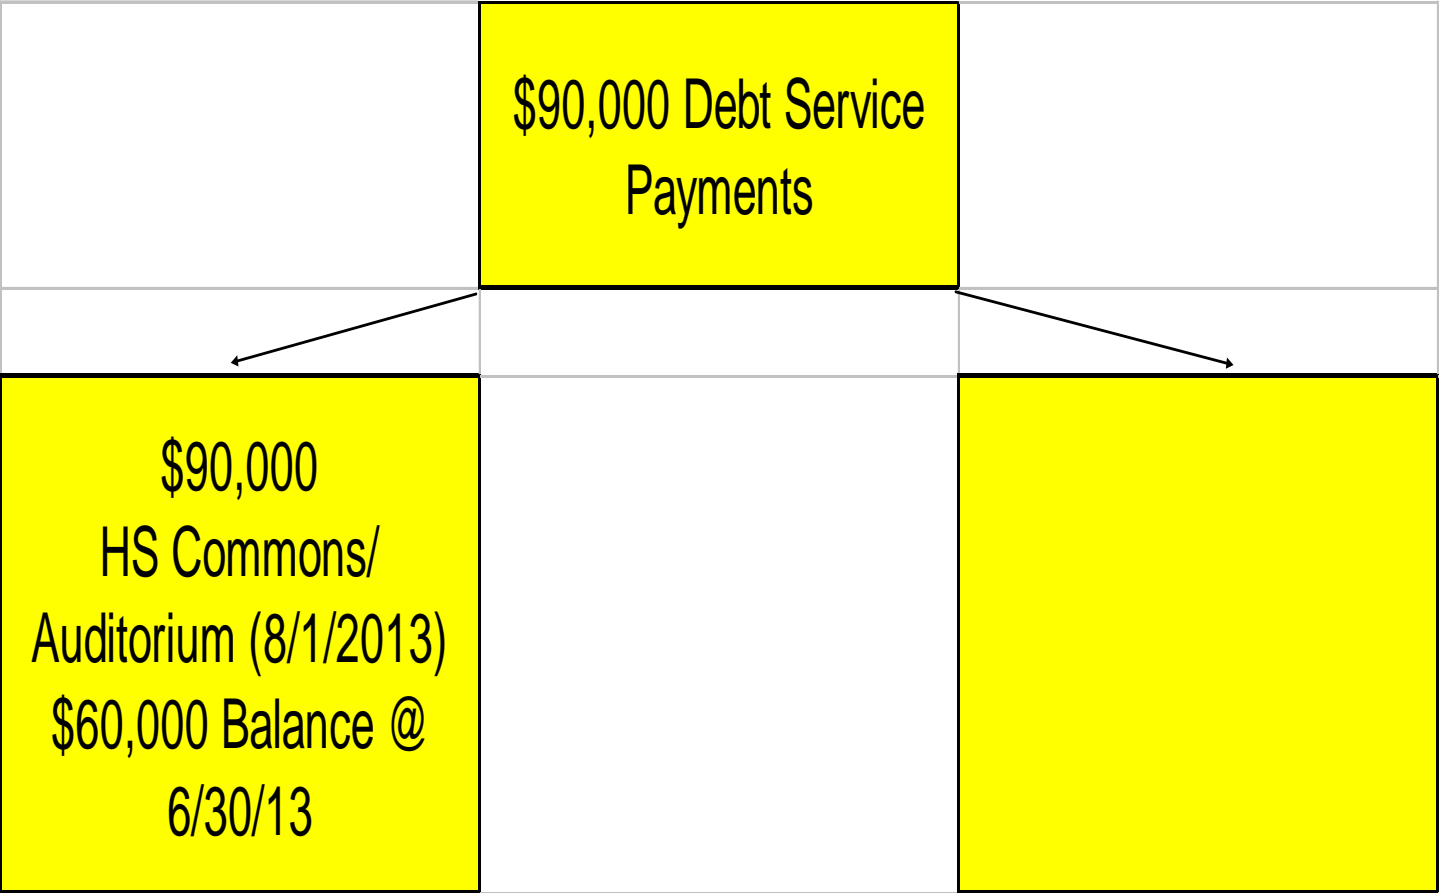 $90,000 Debt Service
Payments
$90,000
HS Commons/
Auditorium (8/1/2013)
$60,000 Balance @
6/30/13